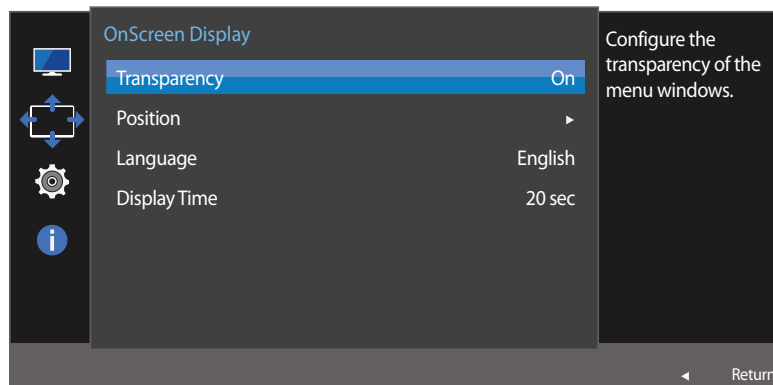 OnScreen Display
Transparency On
Position ▸
Language English
Display Time 20 sec
Configure the
transparency of the
menu windows.
◂ Return